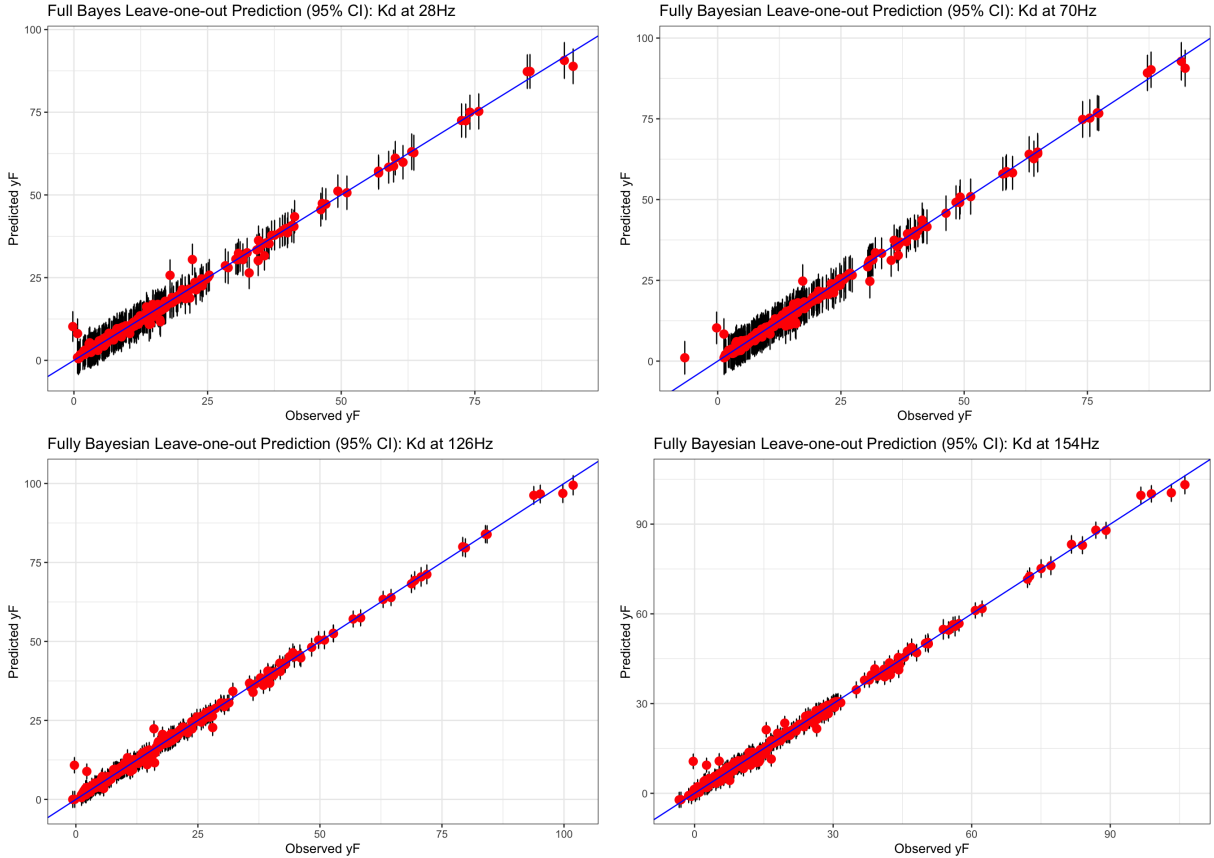 Full Bayes Leave-one-out Prediction (95% CI): Kd at 28Hz
100
75
50
25
0
Predicted yF
0 25 50 75
Observed yF
Fully Bayesian Leave-one-out Prediction (95% CI): Kd at 70Hz
100
75
50
25
0
Predicted yF
0 25 50 75
Observed yF
Fully Bayesian Leave-one-out Prediction (95% CI): Kd at 126Hz
100
75
50
25
0
Predicted yF
0 25 50 75 100
Observed yF
Fully Bayesian Leave-one-out Prediction (95% CI): Kd at 154Hz
90
60
30
0
Predicted yF
0 30 60 90
Observed yF